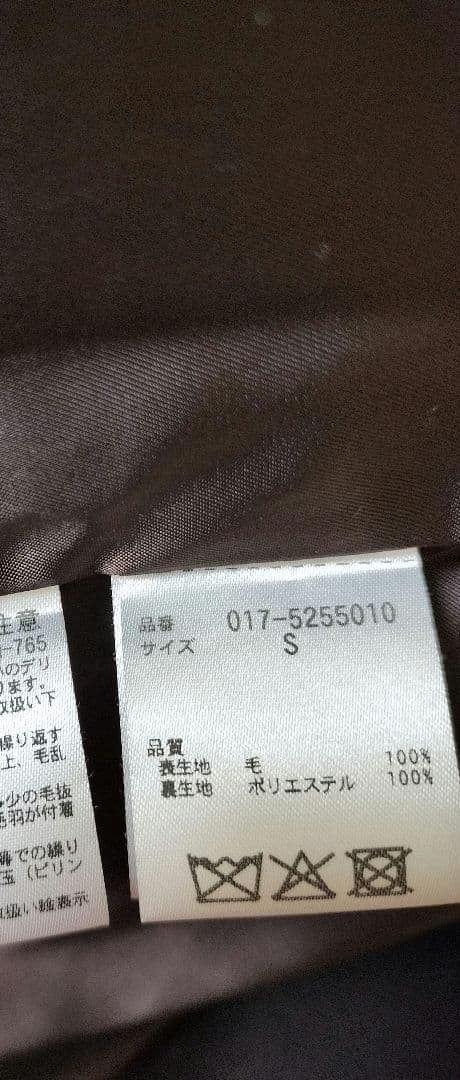 注意
-765
のデリ
ります。
取扱い下
繰り返す
上、毛乱
少の毛抜
毛羽が付着
での繰り
玉（ピリン
取扱い絵表示
品番 017-5255010
サイズ S
品質
表生地 毛 100%
裏生地 ポリエステル 100%